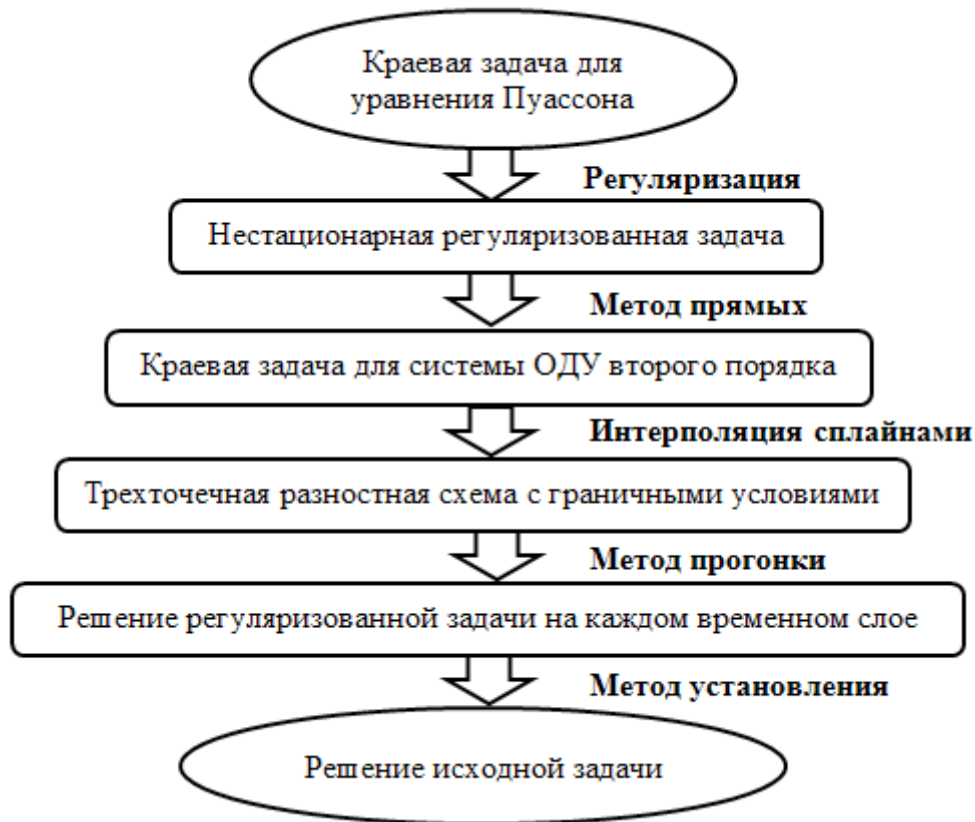 Краевая задача для
уравнения Пуассона
Регуляризация
Нестационарная регуляризованная задача
Метод прямых
Краевая задача для системы ОДУ второго порядка
Интерполяция сплайнами
Трехточечная разностная схема с граничными условиями
Метод прогонки
Решение регуляризованной задачи на каждом временном слое
Метод установления
Решение исходной задачи